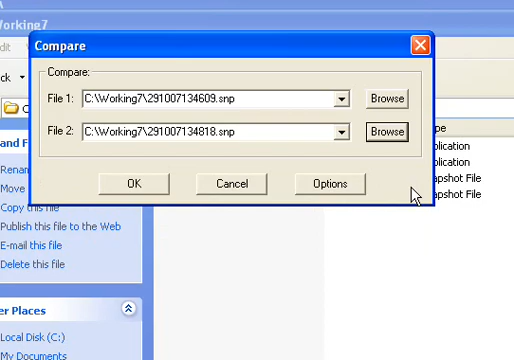 Working7
dit
Compare
ck
Compare:
File 1: C:\Working7\291007134609.snp Browse
File 2: C:\Working7\291007134818.snp Browse
OK Cancel Options
and F
Renan
Move
Copy this file
Publish this file to the Web
E-mail this file
Delete this file
er Places
Local Disk (C:)
My Documents
pe
plication
plication
apshot File
apshot File